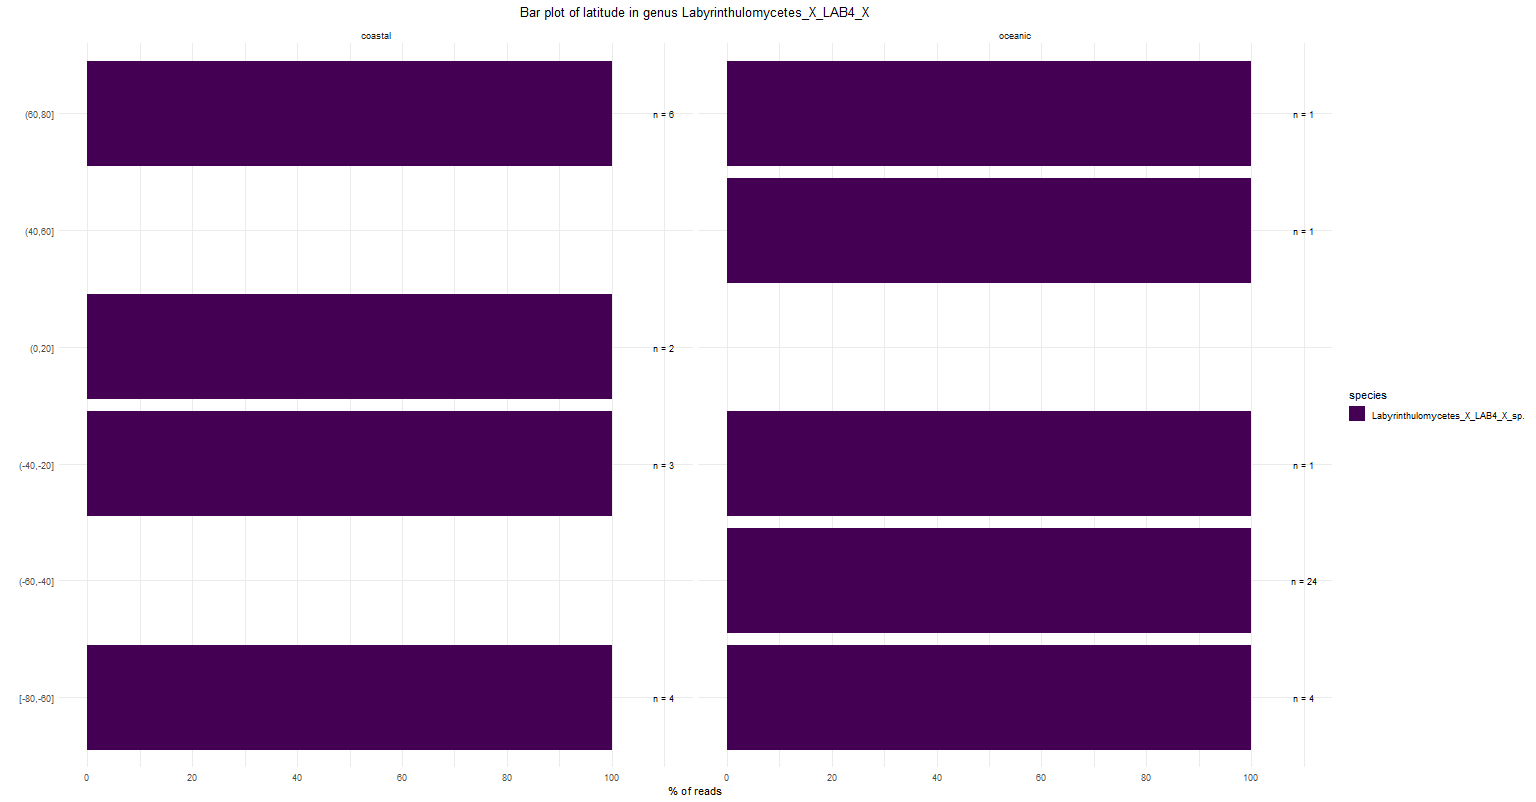 Bar plot of latitude in genus Labyrinthulomycetes_X_LAB4_X
coastal
oceanic
(60,80]
n = 6
n = 1
(40,60]
n = 1
(0,20]
n = 2
(-40,-20]
n = 3
n = 1
(-60,-40]
n = 24
[-80,-60]
n = 4
n = 4
0 20 40 60 80 100
0 20 40 60 80 100
% of reads
species
Labyrinthulomycetes_X_LAB4_X_sp.